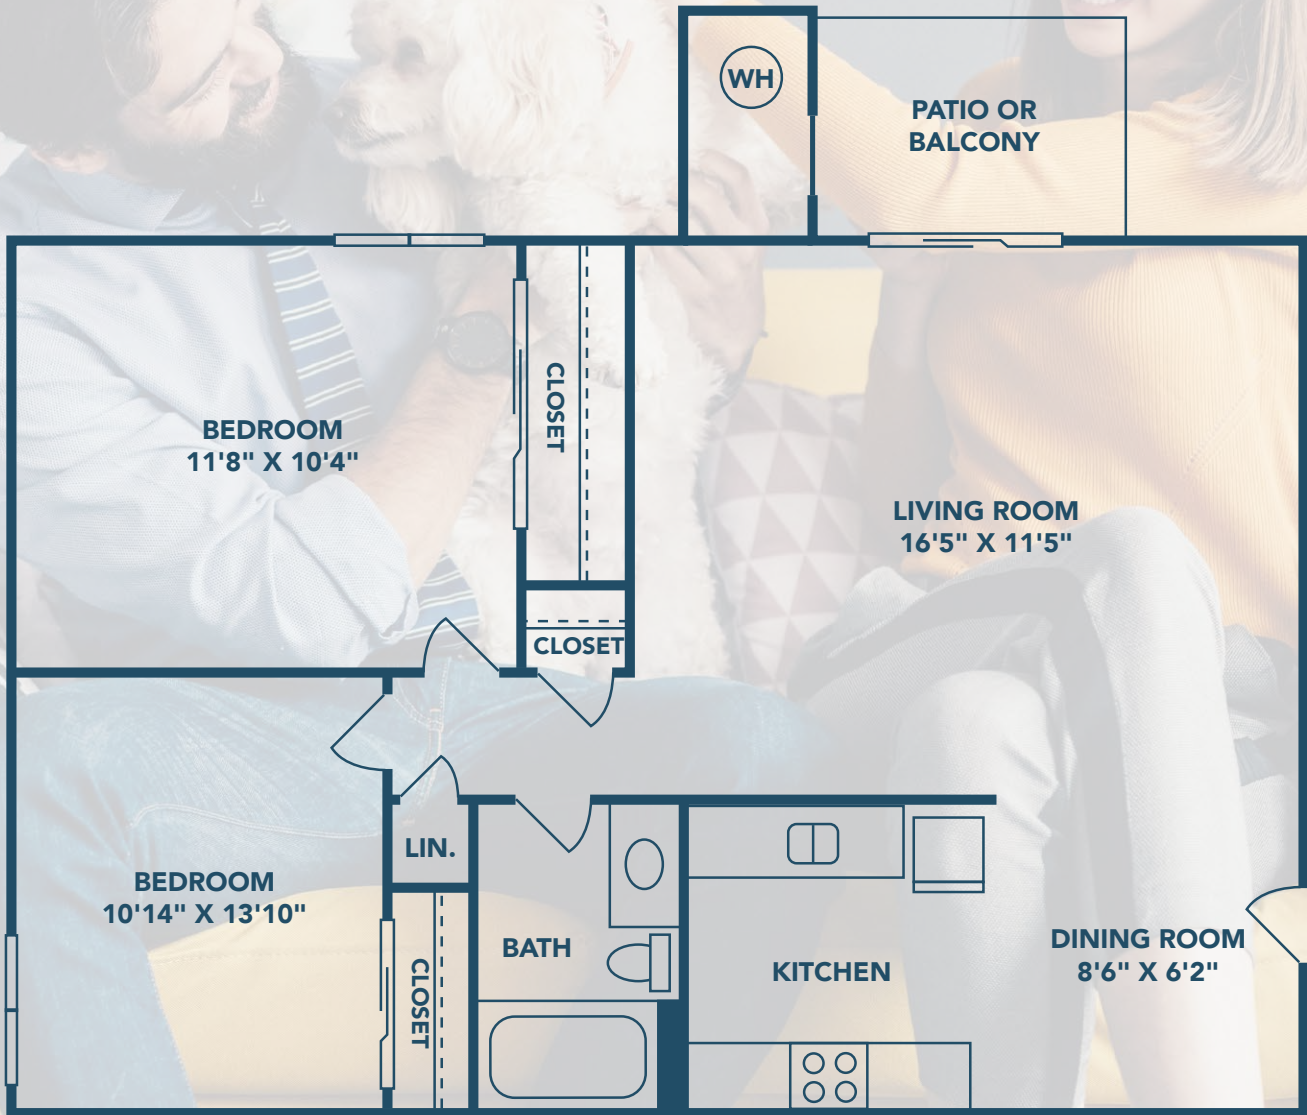 WH
PATIO OR
BALCONY
BEDROOM
11'8" X 10'4"
CLOSET
LIVING ROOM
16'5" X 11'5"
CLOSET
LIN.
BEDROOM
10'14" X 13'10"
CLOSET
BATH
KITCHEN
DINING ROOM
8'6" X 6'2"